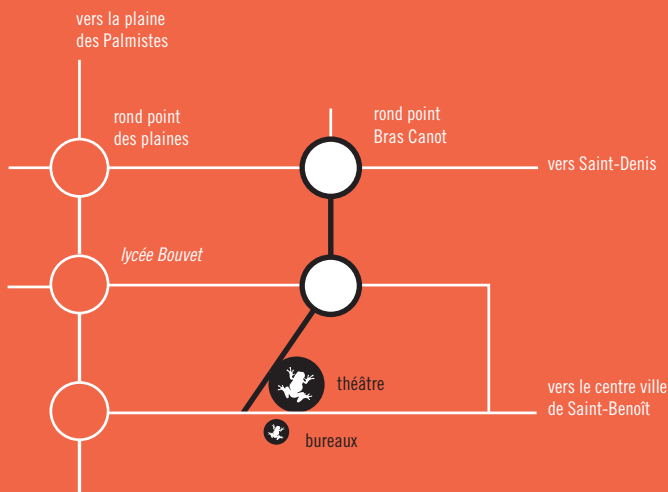 vers la plaine
des Palmistes
rond point
des plaines
rond point
Bras Canot
vers Saint-Denis
lycée Bouvet
théâtre
vers le centre ville
de Saint-Benoît
bureaux